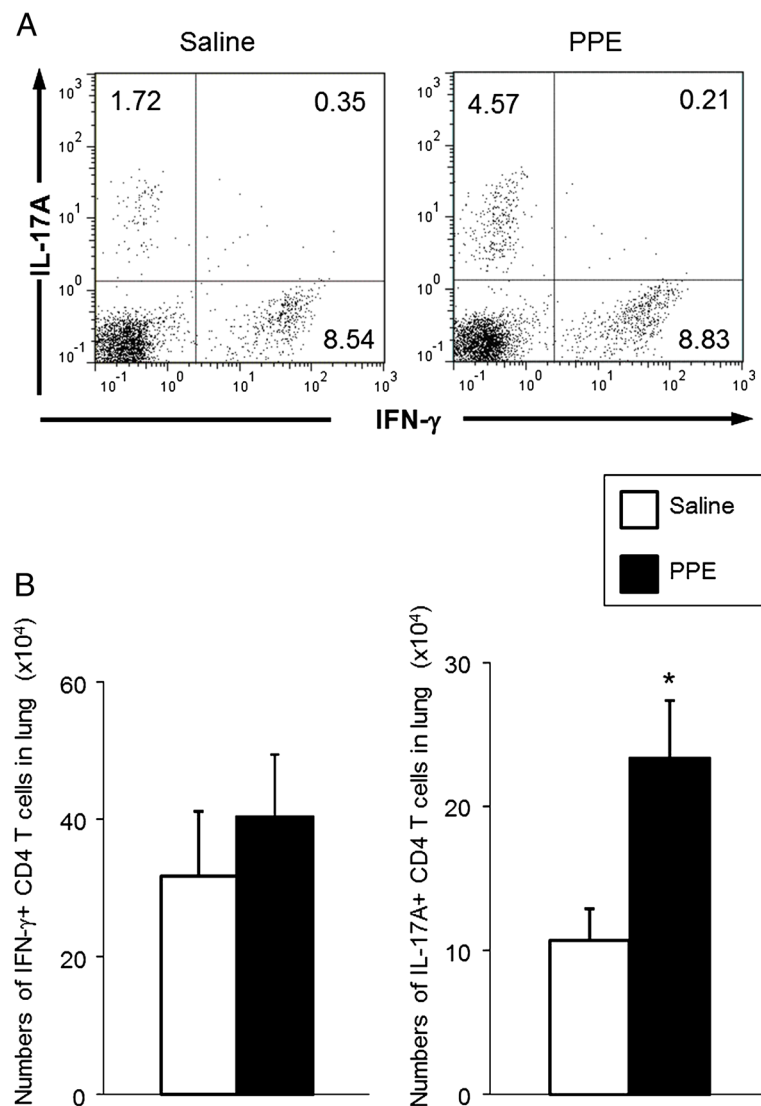 A
Saline
PPE
IL-17A
10³
10²
10¹
10⁰
10⁻¹
1.72
0.35
8.54
10⁻¹ 10⁰ 10¹ 10² 10³
10³
10²
10¹
10⁰
10⁻¹
4.57
0.21
8.83
10⁻¹ 10⁰ 10¹ 10² 10³
IFN-γ
Saline
PPE
B
Numbers of IFN-γ+ CD4 T cells in lung (x10⁴)
60
40
20
0
Numbers of IL-17A+ CD4 T cells in lung (x10⁴)
30
20
10
0
*